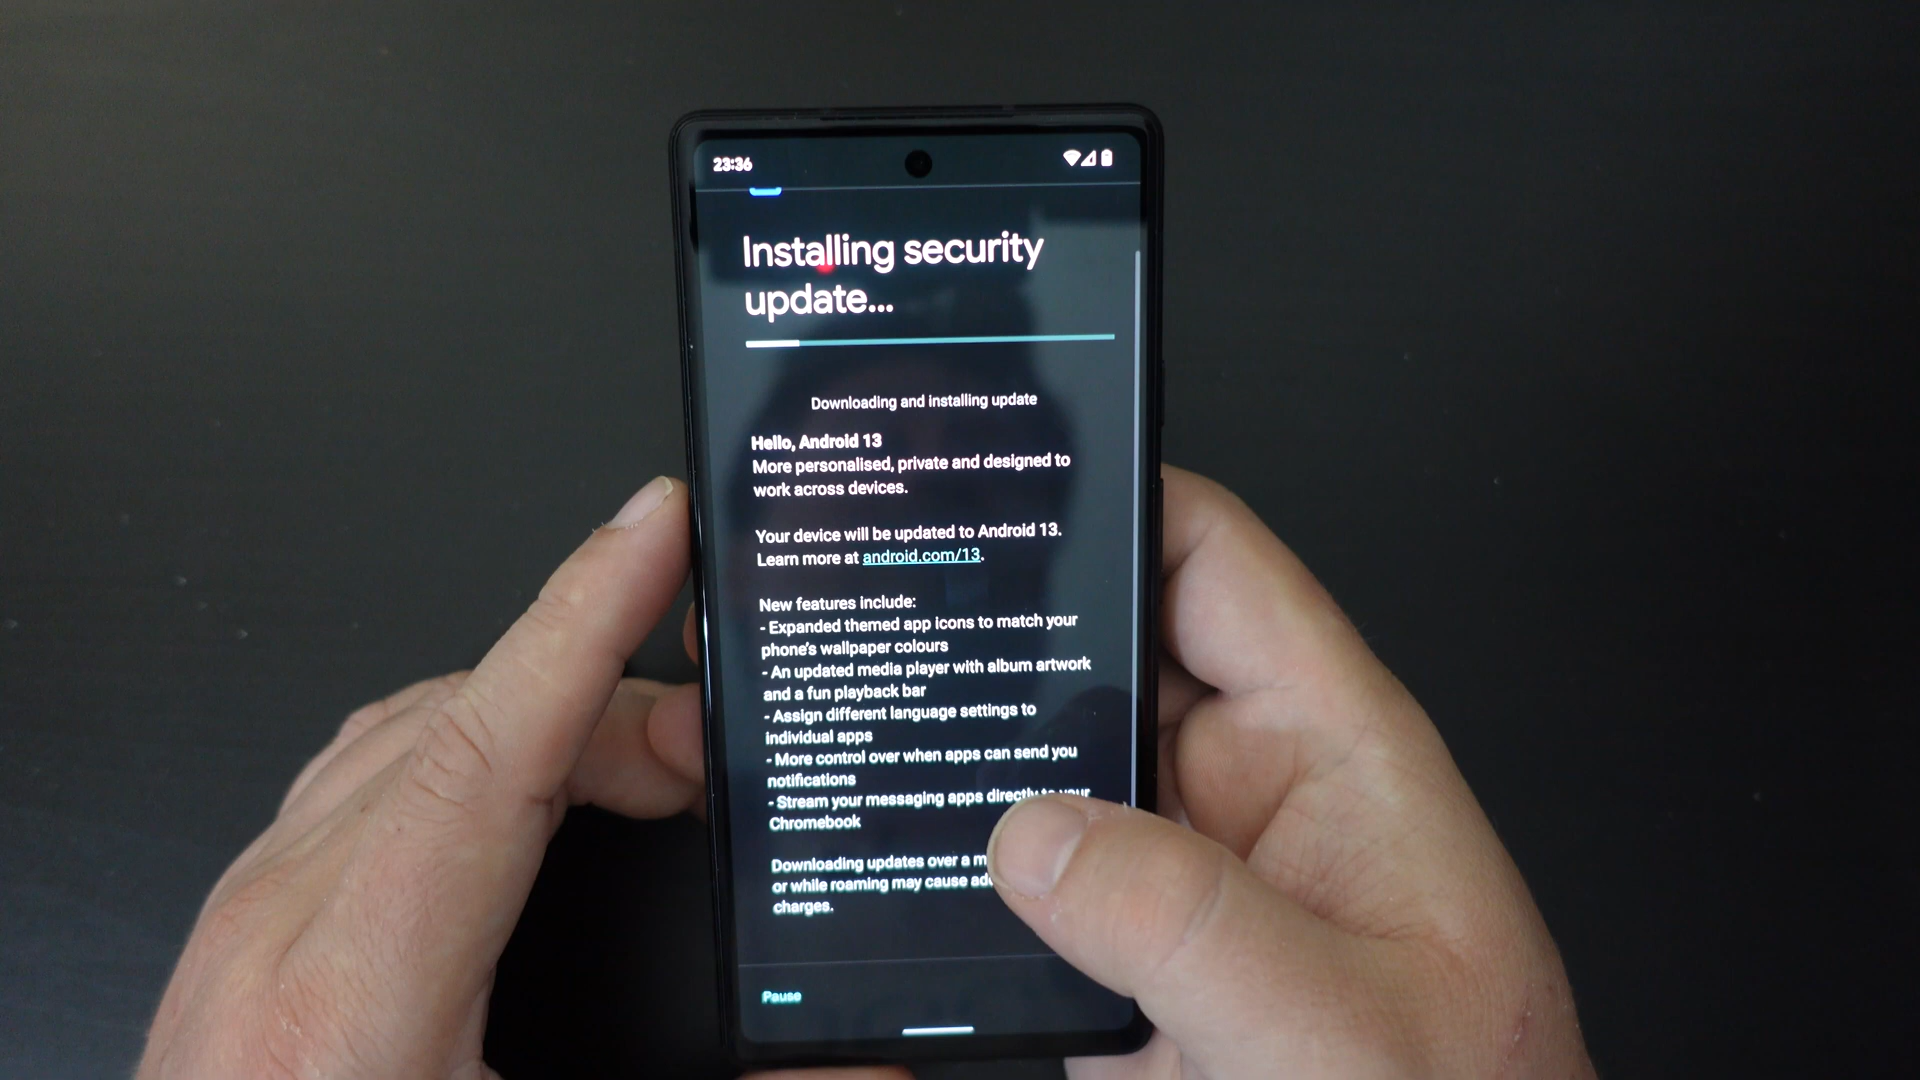 23:36
Installing security
update...
Downloading and installing update
Hello, Android 13
More personalised, private and designed to
work across devices.
Your device will be updated to Android 13.
Learn more at android.com/13.
New features include:
- Expanded themed app icons to match your
phone's wallpaper colours
- An updated media player with album artwork
and a fun playback bar
- Assign different language settings to
individual apps
- More control over when apps can send you
notifications
- Stream your messaging apps directly to your
Chromebook
Downloading updates over a
or while roaming may cause
charges.
Pause